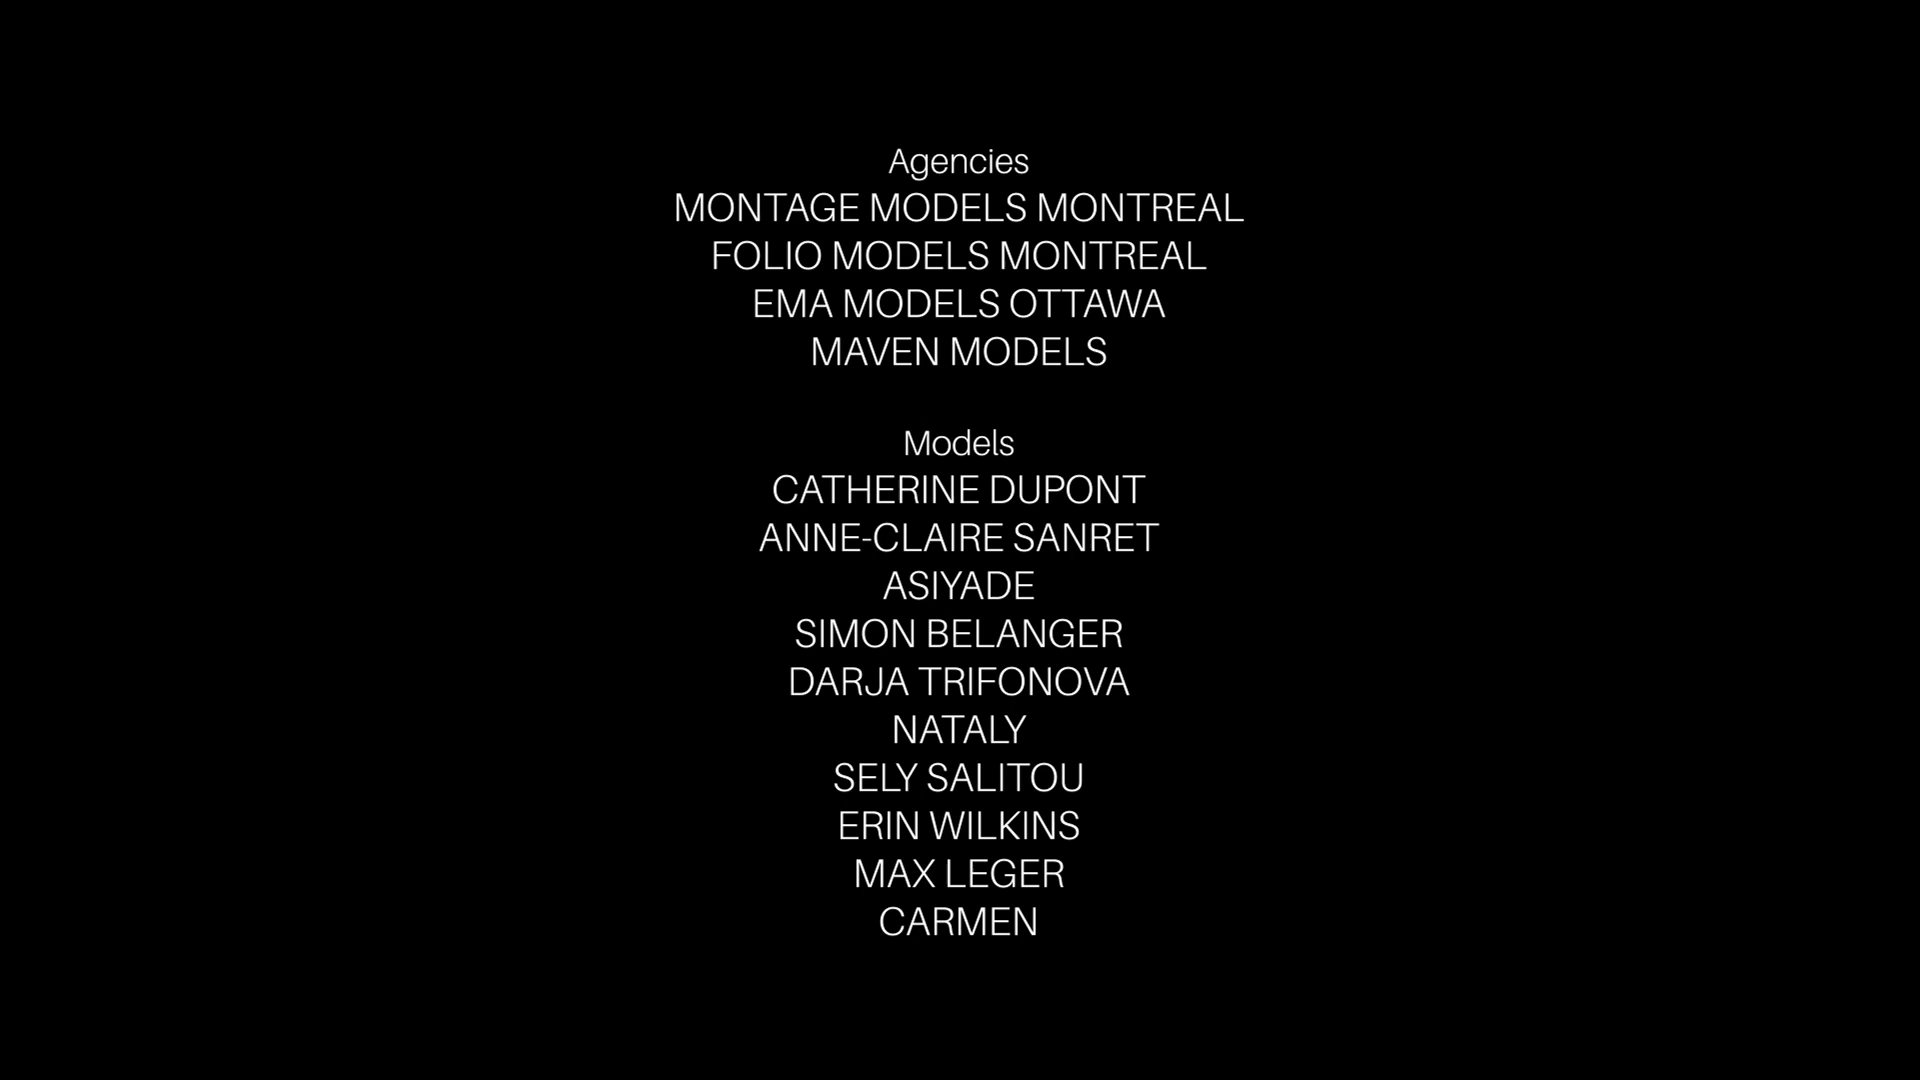 Agencies
MONTAGE MODELS MONTREAL
FOLIO MODELS MONTREAL
EMA MODELS OTTAWA
MAVEN MODELS
Models
CATHERINE DUPONT
ANNE-CLAIRE SANRET
ASIYADE
SIMON BELANGER
DARJA TRIFONOVA
NATALY
SELY SALITOU
ERIN WILKINS
MAX LEGER
CARMEN